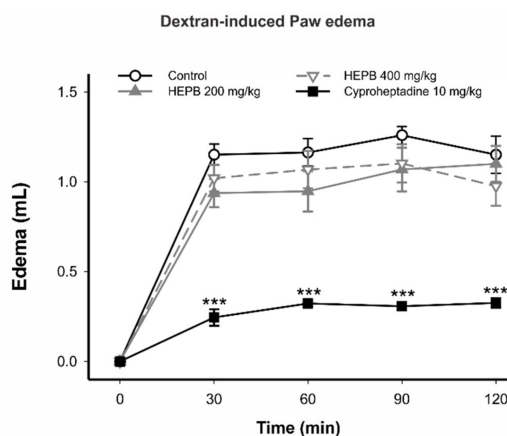 Dextran-induced Paw edema
Control
HEPB 400 mg/kg
HEPB 200 mg/kg
Cyproheptadine 10 mg/kg
1.5
1.0
0.5
0.0
Edema (mL)
*** *** *** ***
0 30 60 90 120
Time (min)